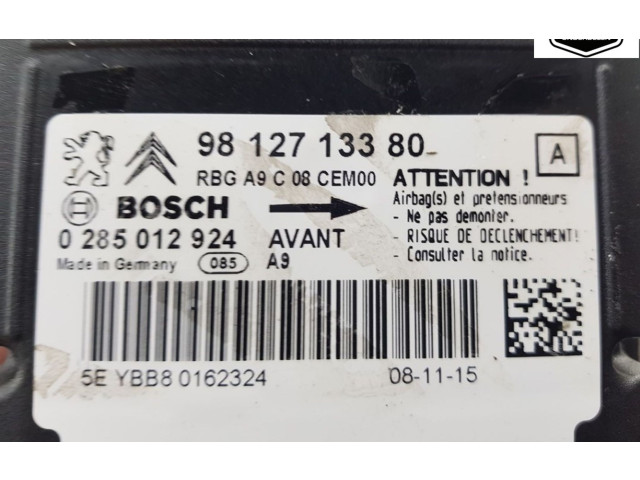 98 127 133 80
A
RBG A9 C 08 CEM00
ATTENTION !
Airbag(s) et pretensionneurs
- Ne pas demonter.
- RISQUE DE DECLENCHEMENT!
- Consulter la notice.
BOSCH
0 285 012 924
AVANT
Made in Germany
085
A9
5E YBB8 0162324
08-11-15